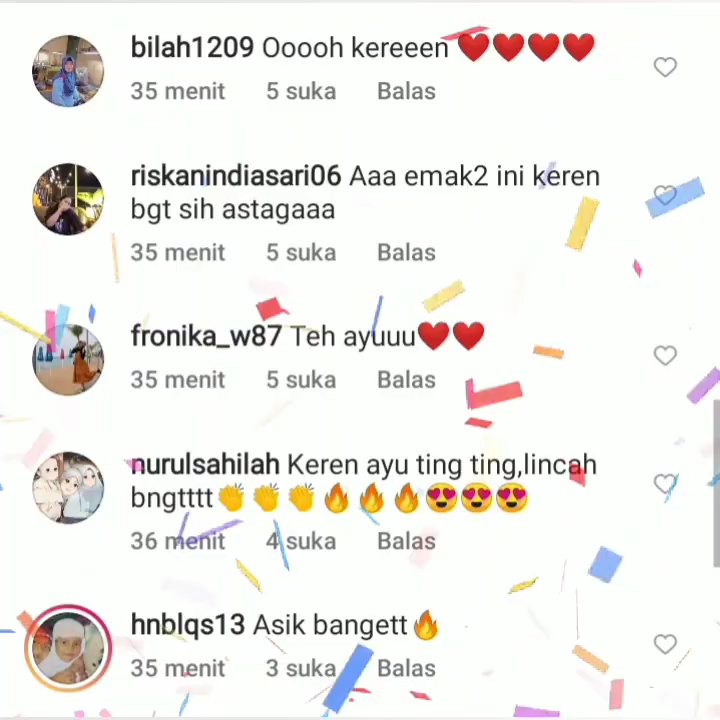 bilah1209 Ooooh kereeen ❤️❤️❤️❤️
35 menit 5 suka Balas
riskanindiasari06 Aaa emak2 ini keren
bgt sih astagaaa
35 menit 5 suka Balas
fronika_w87 Teh ayuuu❤️❤️
35 menit 5 suka Balas
nurulsahilah Keren ayu ting ting,lincah
bngtttt👏👏👏🔥🔥🔥😍😍😍
36 menit 4 suka Balas
hnblqs13 Asik bangett🔥
35 menit 3 suka Balas